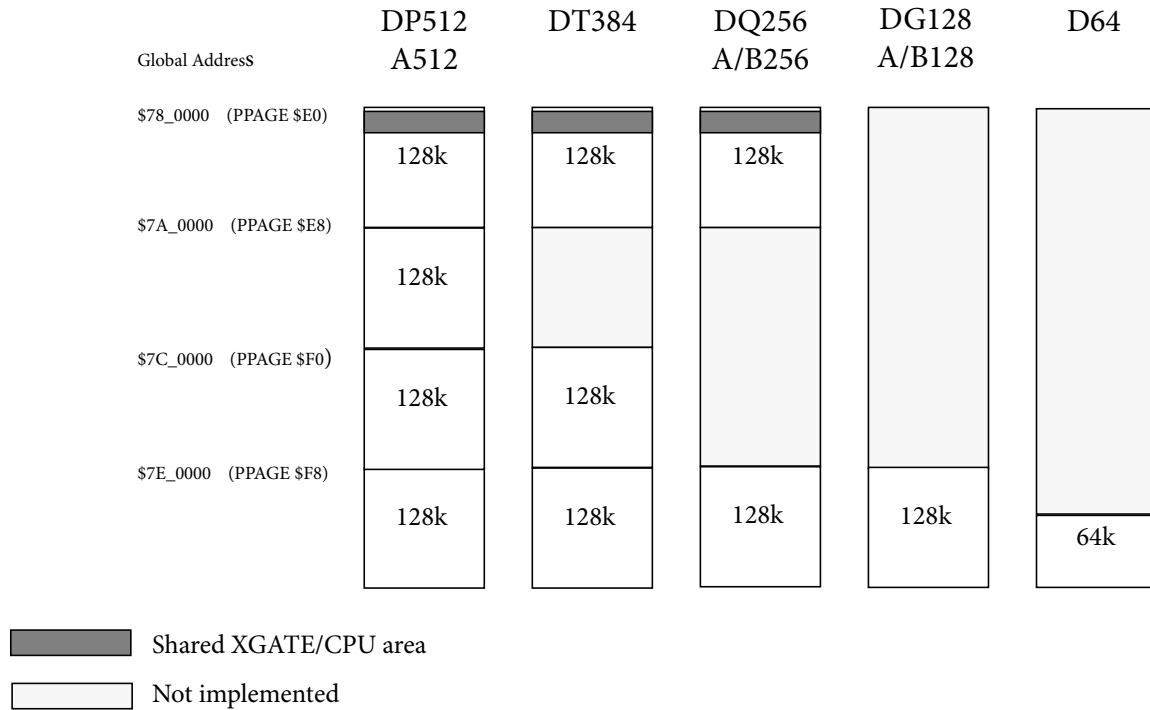 DP512 DT384 DQ256 DG128 D64
Global Address A512 A/B256 A/B128
$78_0000 (PPAGE $E0)
128k 128k 128k
$7A_0000 (PPAGE $E8)
128k
$7C_0000 (PPAGE $F0)
128k 128k
$7E_0000 (PPAGE $F8)
128k 128k 128k 128k
64k
Shared XGATE/CPU area
Not implemented